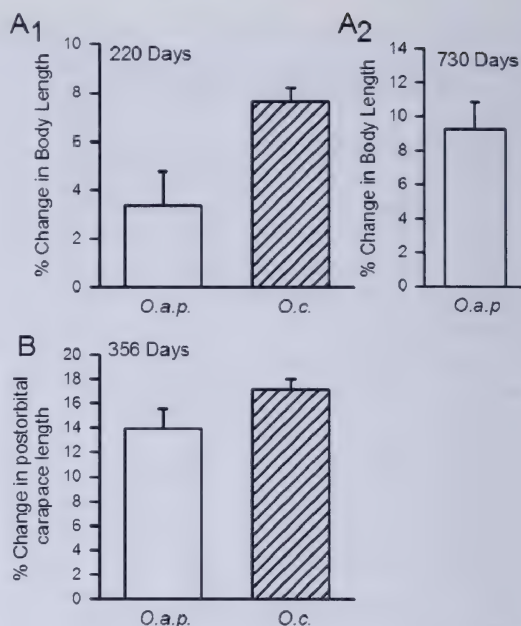 A1
220 Days
% Change in Body Length
10
8
6
4
2
0
O.a.p.
O.c.
A2
730 Days
% Change in Body Length
14
12
10
8
6
4
2
0
O.a.p
B
356 Days
% Change in postorbital
carapace length
20
18
16
14
12
10
8
6
4
2
0
O.a.p.
O.c.